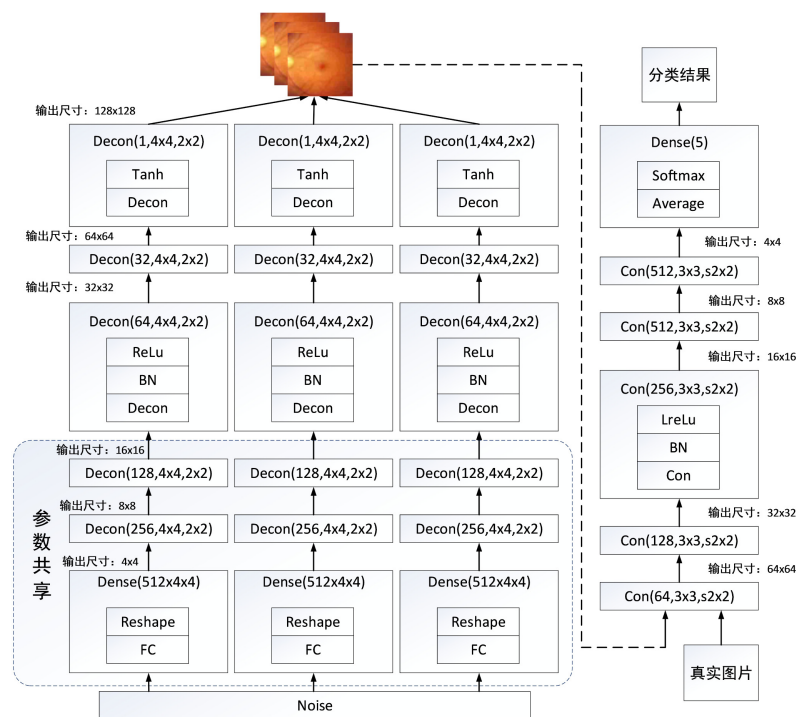 输出尺寸：128x128
Decon(1,4x4,2x2) Decon(1,4x4,2x2) Decon(1,4x4,2x2)
Tanh Tanh Tanh
Decon Decon Decon
输出尺寸：64x64
Decon(32,4x4,2x2) Decon(32,4x4,2x2) Decon(32,4x4,2x2)
输出尺寸：32x32
Decon(64,4x4,2x2) Decon(64,4x4,2x2) Decon(64,4x4,2x2)
ReLu ReLu ReLu
BN BN BN
Decon Decon Decon
输出尺寸：16x16
Decon(128,4x4,2x2) Decon(128,4x4,2x2) Decon(128,4x4,2x2)
输出尺寸：8x8
Decon(256,4x4,2x2) Decon(256,4x4,2x2) Decon(256,4x4,2x2)
输出尺寸：4x4
参数共享
Dense(512x4x4) Dense(512x4x4) Dense(512x4x4)
Reshape Reshape Reshape
FC FC FC
Noise
分类结果
Dense(5)
Softmax
Average
输出尺寸：4x4
Con(512,3x3,s2x2)
输出尺寸：8x8
Con(512,3x3,s2x2)
输出尺寸：16x16
Con(256,3x3,s2x2)
LreLu
BN
Con
输出尺寸：32x32
Con(128,3x3,s2x2)
输出尺寸：64x64
Con(64,3x3,s2x2)
真实图片